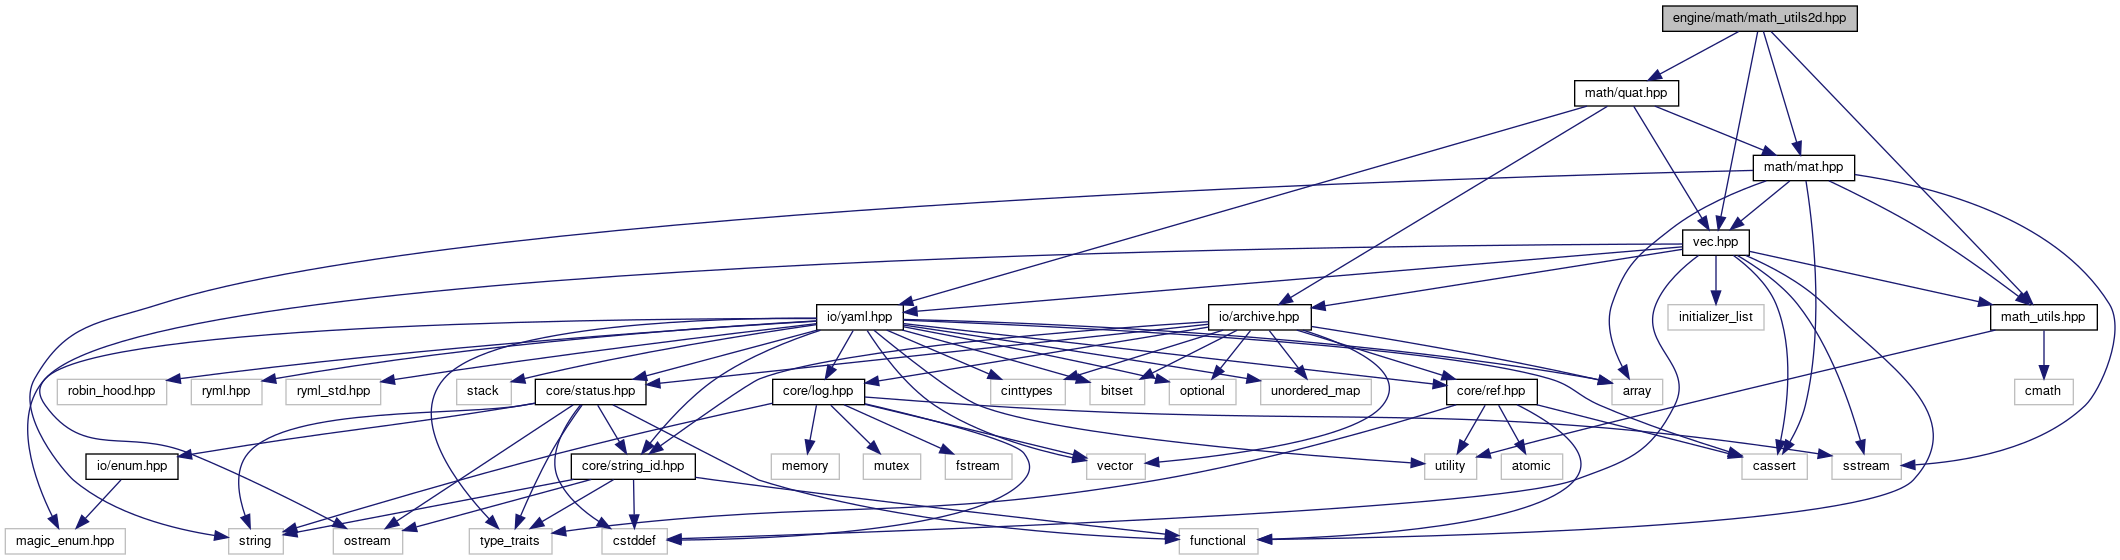 engine/math/math_utils2d.hpp
math/quat.hpp
math/mat.hpp
vec.hpp
io/yaml.hpp
io/archive.hpp
initializer_list
math_utils.hpp
robin_hood.hpp
ryml.hpp
ryml_std.hpp
stack
core/status.hpp
core/log.hpp
cinttypes
bitset
optional
unordered_map
core/ref.hpp
array
cmath
io/enum.hpp
core/string_id.hpp
memory
mutex
fstream
vector
utility
atomic
cassert
sstream
magic_enum.hpp
string
ostream
type_traits
cstddef
functional